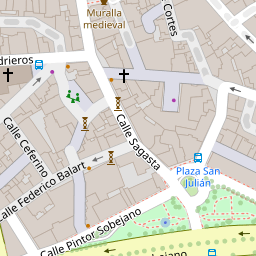 Muralla
medieval
Cortes
drieros
Calle Sagasta
Calle Ceferino
Calle Federico Balart
Plaza San
Julián
Calle Pintor Sobejano